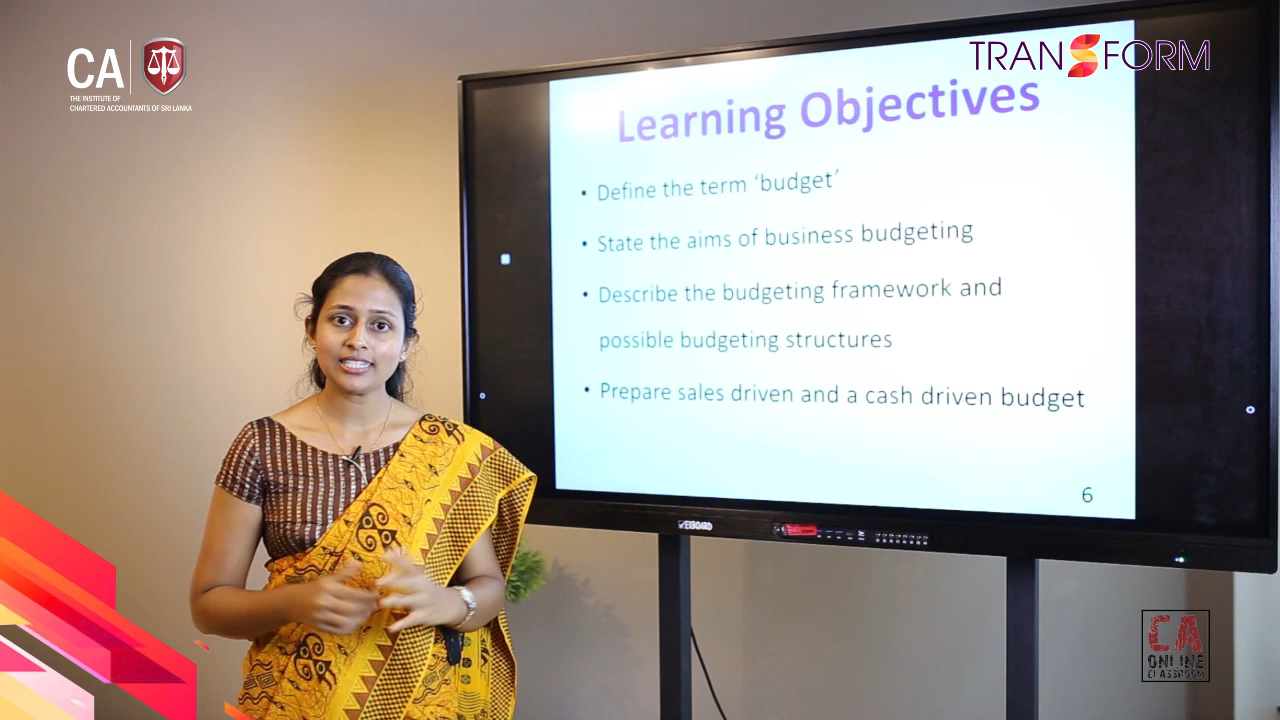 CA
THE INSTITUTE OF
CHARTERED ACCOUNTANTS OF SRI LANKA
TRANSFORM
Learning Objectives
• Define the term ‘budget’
• State the aims of business budgeting
• Describe the budgeting framework and
possible budgeting structures
• Prepare sales driven and a cash driven budget
6
CA
ONLINE
CLASSROOM